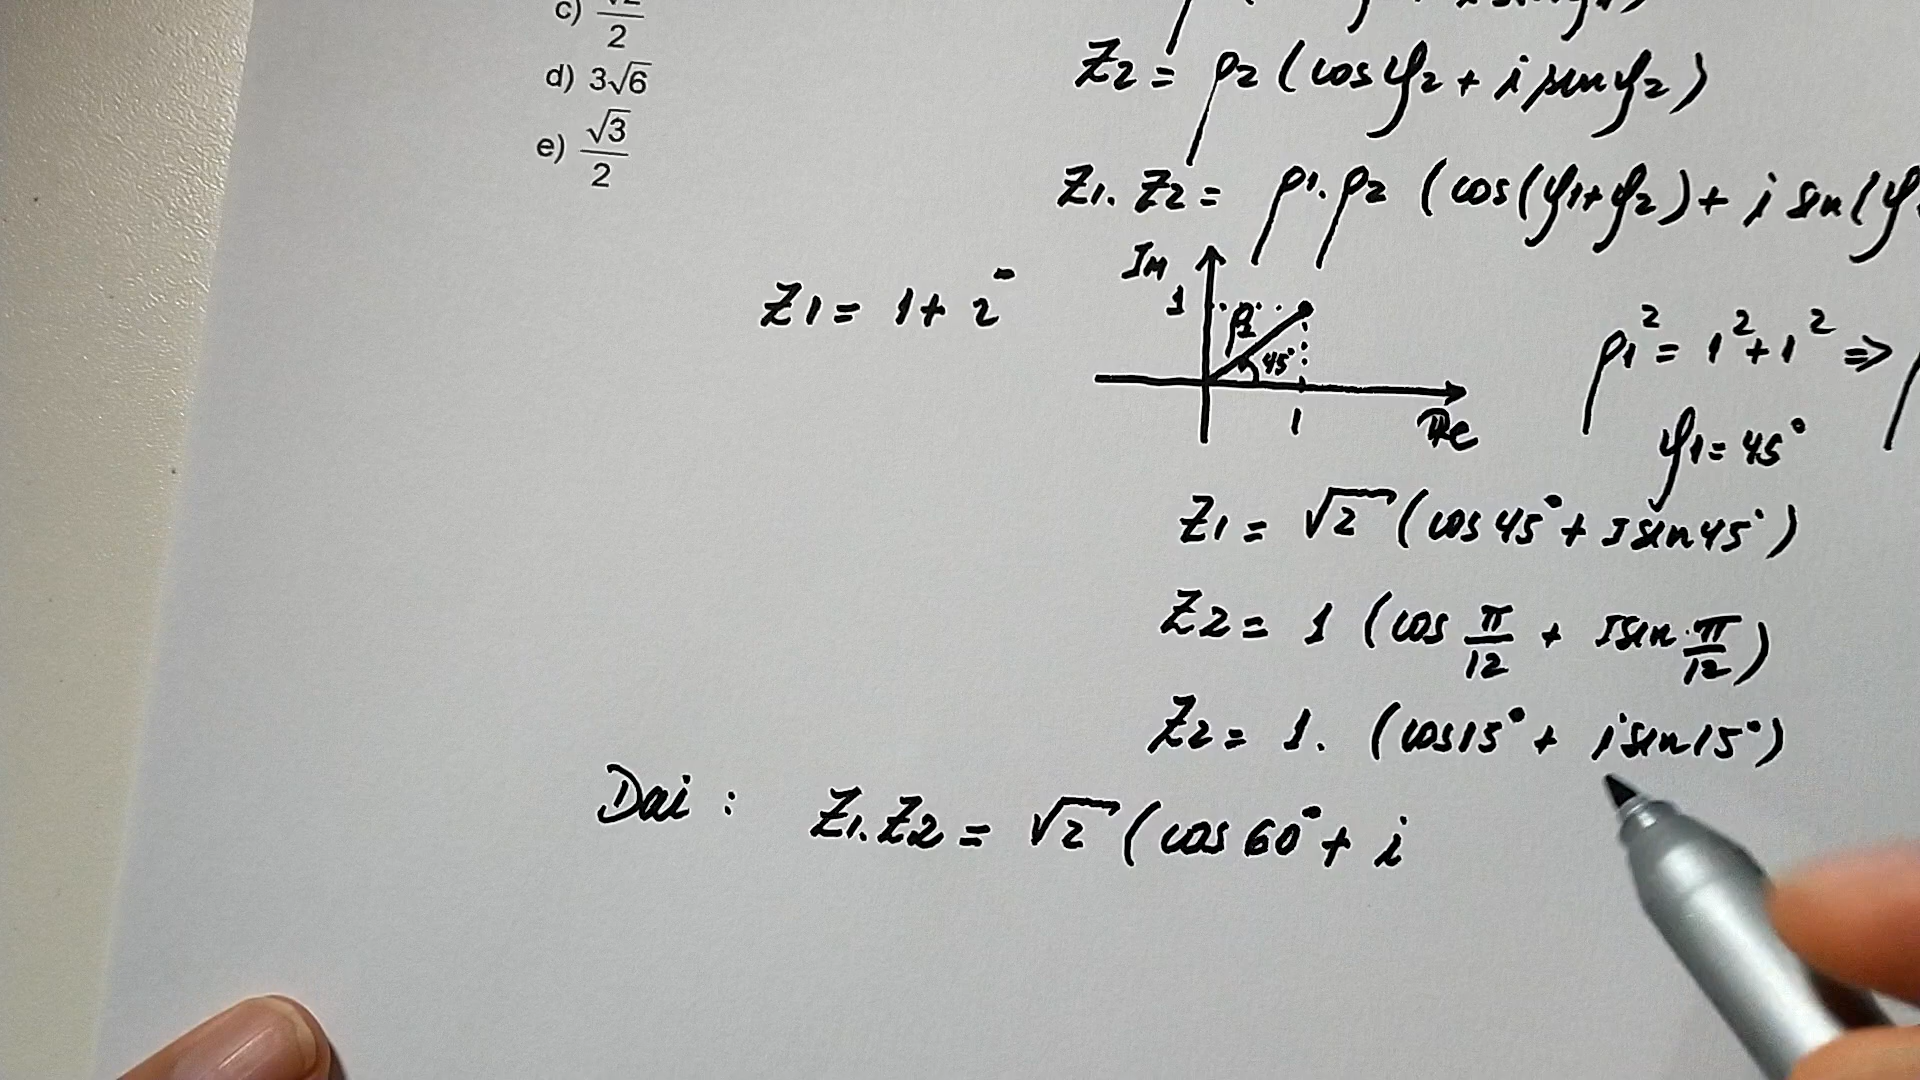 c) √2/2
d) 3√6
e) √3/2
Z2 = ρ2 (cos φ2 + i sin φ2)
Z1. Z2 = ρ1.ρ2 (cos(φ1+φ2) + i sin(φ
Z1 = 1 + i
Im
1
ρ1
45°
1
Re
ρ1² = 1² + 1² ⇒ ρ
φ1 = 45°
Z1 = √2 (cos 45° + i sin 45°)
Z2 = 1 (cos π/12 + i sin π/12)
Z2 = 1. (cos 15° + i sin 15°)
Daí : Z1.Z2 = √2 (cos 60° + i